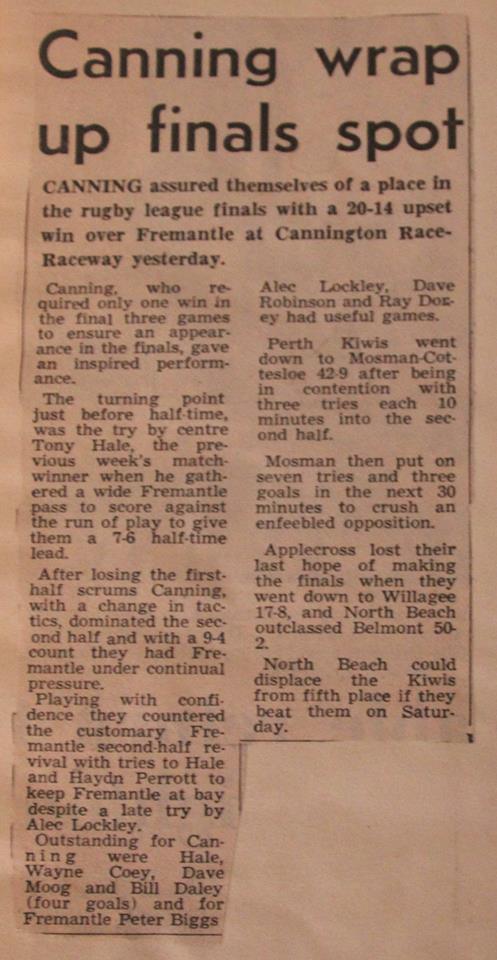 Canning wrap
up finals spot
CANNING assured themselves of a place in
the rugby league finals with a 20-14 upset
win over Fremantle at Cannington Race-
Raceway yesterday.
Canning, who re-
quired only one win in
the final three games
to ensure an appear-
ance in the finals, gave
an inspired perform-
ance.
The turning point
just before half-time,
was the try by centre
Tony Hale, the pre-
vious week's match-
winner when he gath-
ered a wide Fremantle
pass to score against
the run of play to give
them a 7-6 half-time
lead.
After losing the first-
half scrums Canning,
with a change in tac-
tics, dominated the sec-
ond half and with a 9-4
count they had Fre-
mantle under continual
pressure.
Playing with confi-
dence they countered
the customary Fre-
mantle second-half re-
vival with tries to Hale
and Haydn Perrott to
keep Fremantle at bay
despite a late try by
Alec Lockley.
Outstanding for Can-
ning were Hale,
Wayne Coey, Dave
Moog and Bill Daley
(four goals) and for
Fremantle Peter Biggs
Alec Lockley, Dave
Robinson and Ray Dor-
ey had useful games.
Perth Kiwis went
down to Mosman-Cot-
tesloe 42-9 after being
in contention with
three tries each 10
minutes into the sec-
ond half.
Mosman then put on
seven tries and three
goals in the next 30
minutes to crush an
enfeebled opposition.
Applecross lost their
last hope of making
the finals when they
went down to Willagee
17-8, and North Beach
outclassed Belmont 50-
2.
North Beach could
displace the Kiwis
from fifth place if they
beat them on Satur-
day.